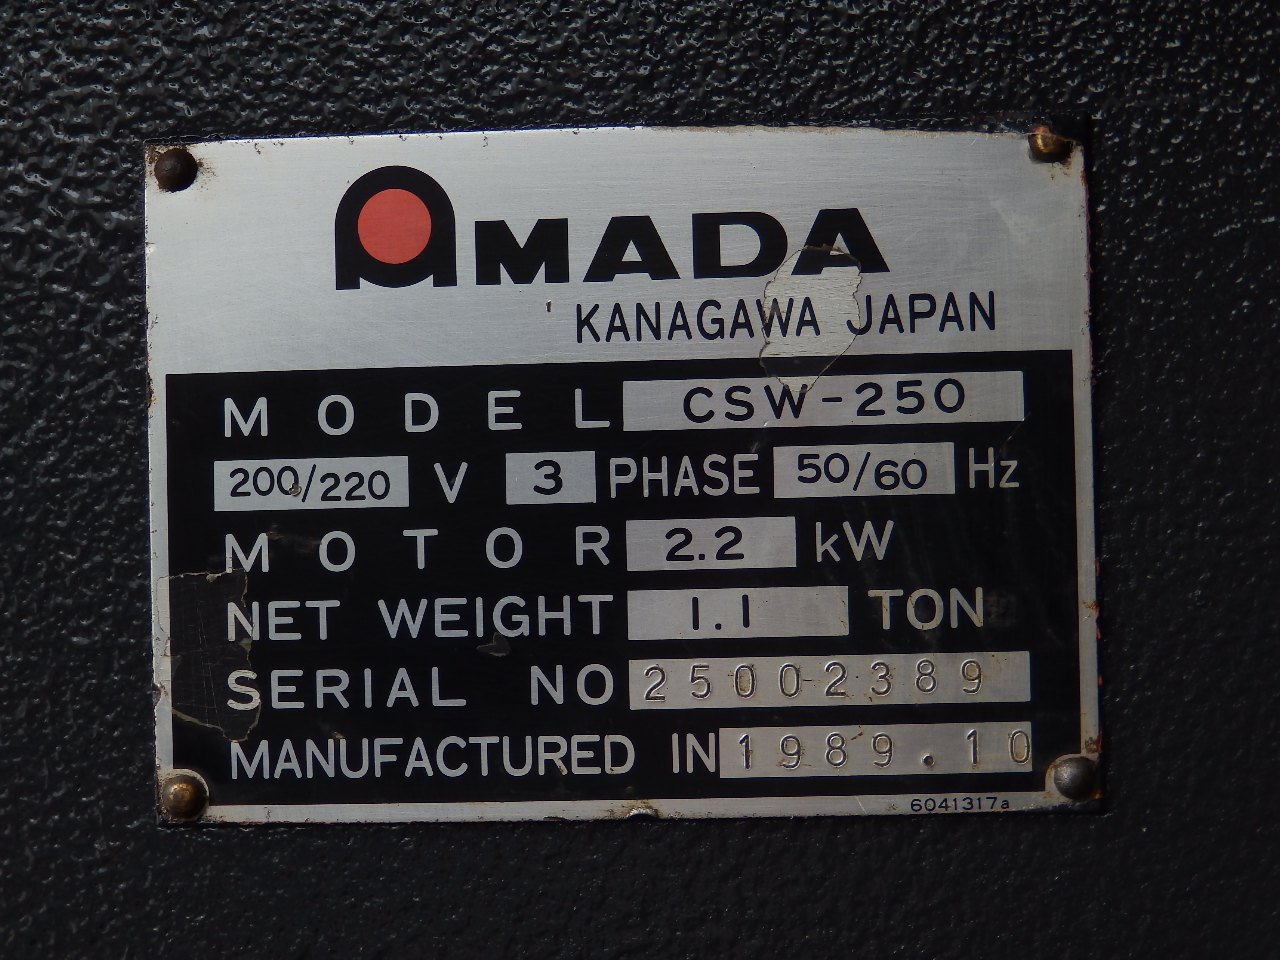 AMADA
KANAGAWA JAPAN
MODEL CSW-250
200/220 V 3 PHASE 50/60 Hz
MOTOR 2.2 kW
NET WEIGHT 1.1 TON
SERIAL NO 25002389
MANUFACTURED IN 1989.10
6041317a